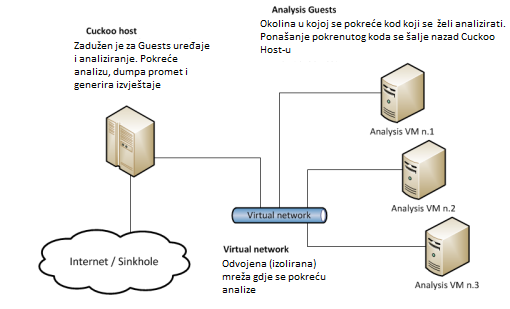 Cuckoo host
Zadužen je za Guests uređaje
i analiziranje. Pokreće
analizu, dumpa promet i
generira izvještaje
Analysis Guests
Okolina u kojoj se pokreće kod koji se želi analizirati.
Ponašanje pokrenutog koda se šalje nazad Cuckoo
Host-u
Analysis VM n.1
Analysis VM n.2
Analysis VM n.3
Virtual network
Virtual network
Odvojena (izolirana)
mreža gdje se pokreću
analize
Internet / Sinkhole